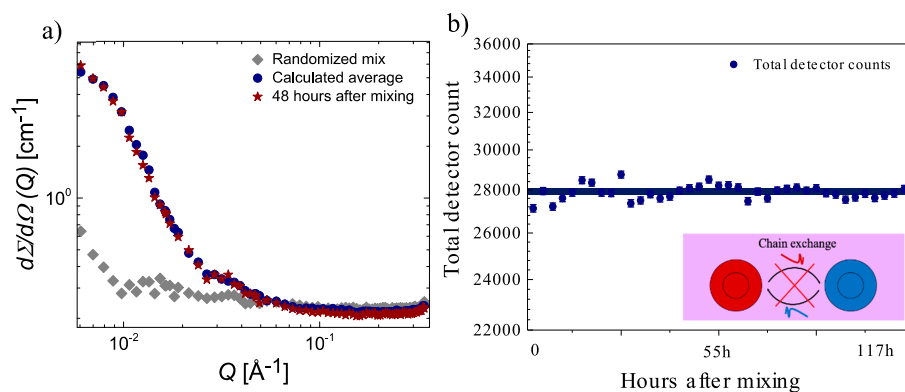 a)
Randomized mix
Calculated average
48 hours after mixing
dΣ/dΩ (Q) [cm⁻¹]
10⁰
10⁻²
10⁻¹
Q [Å⁻¹]
b)
36000
34000
32000
30000
28000
26000
24000
22000
Total detector count
Total detector counts
Chain exchange
0
55h
117h
Hours after mixing